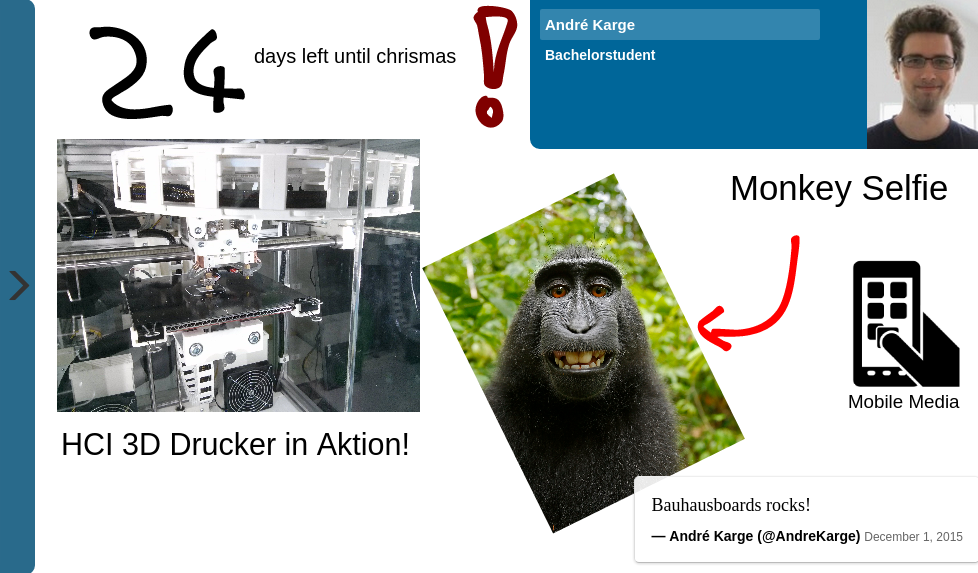 24
days left until chrismas
!
André Karge
Bachelorstudent
Monkey Selfie
Mobile Media
HCI 3D Drucker in Aktion!
Bauhausboards rocks!
— André Karge (@AndreKarge) December 1, 2015